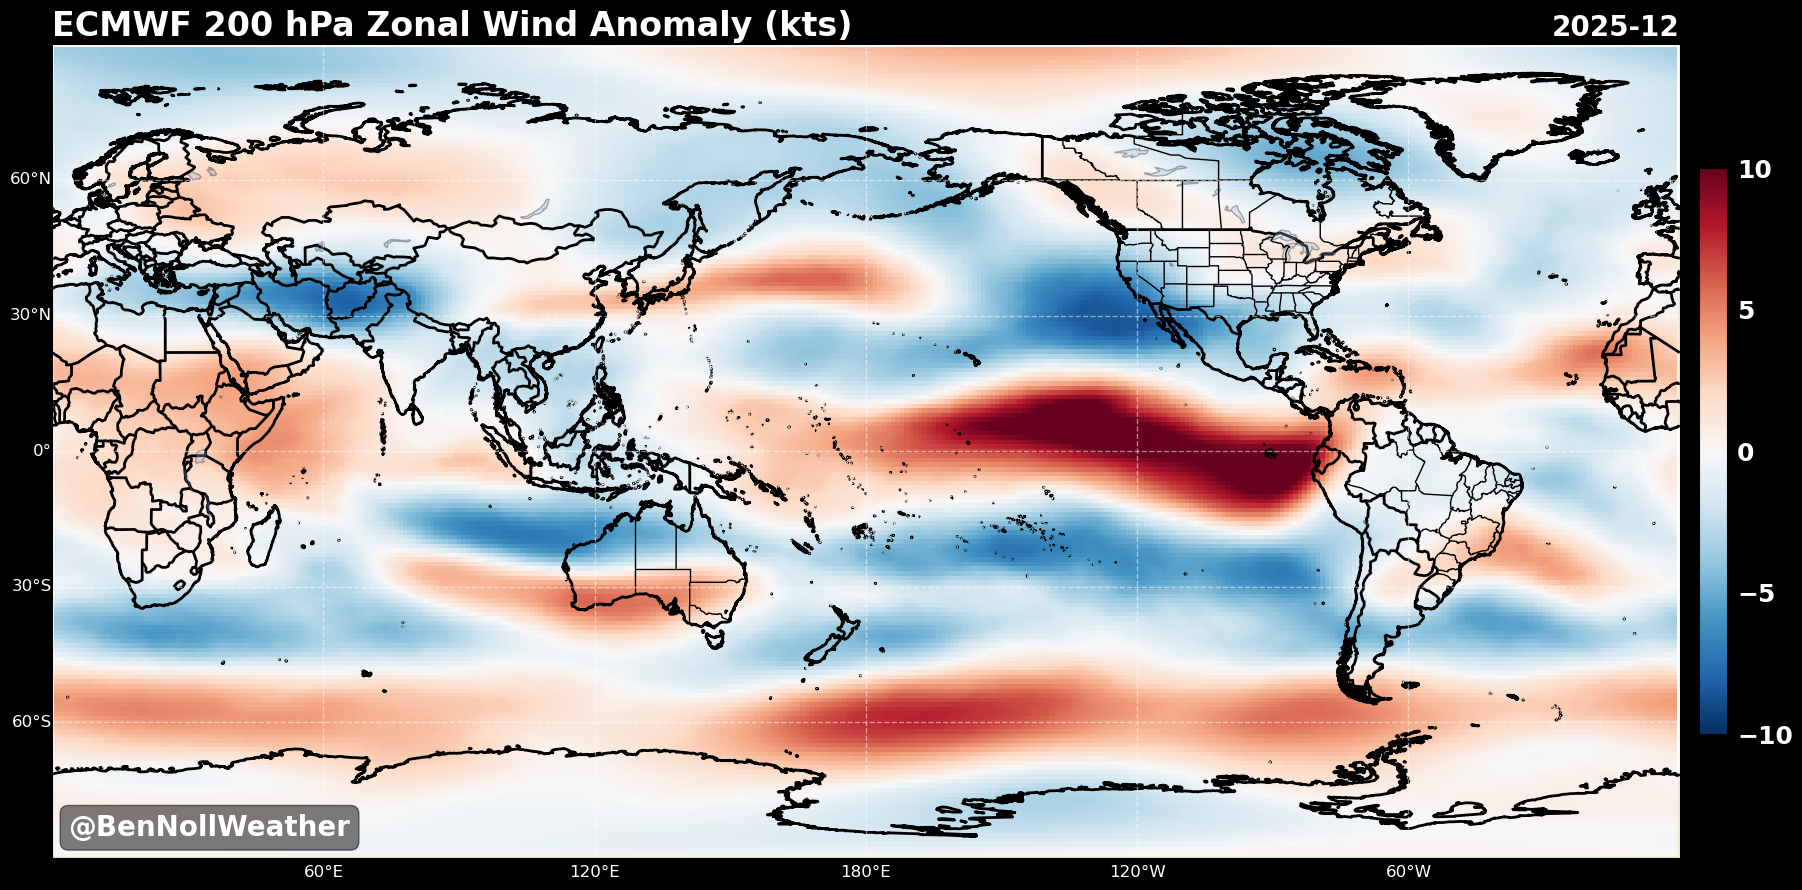 ECMWF 200 hPa Zonal Wind Anomaly (kts)
2025-12
60°N
30°N
0°
30°S
60°S
60°E
120°E
180°E
120°W
60°W
10
5
0
−5
−10
@BenNollWeather